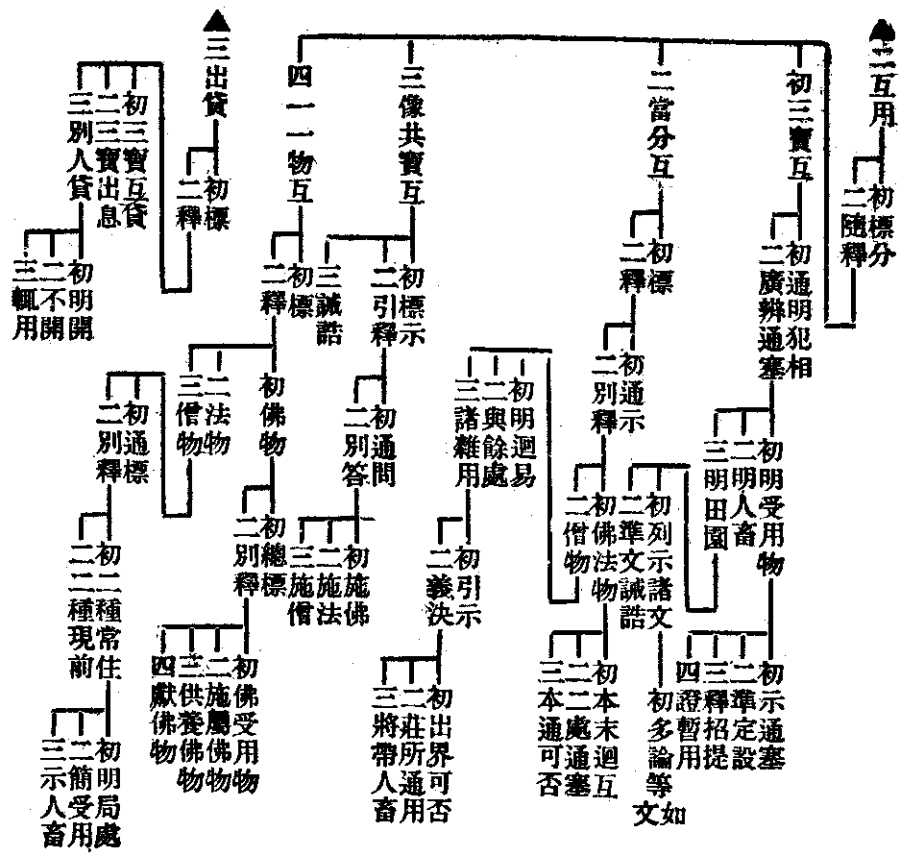 ▲二互用
初標分
二隨釋
初三寶互
初通明犯相
二廣辨通塞
初明受用物
初示通塞
二準定設
三釋招提
四證暫用
二明人畜
三明田園
初列示諸文
初多論等文如
二準文誡誥
二當分互
初標
二釋
初通示
二別釋
初佛法物
初本末迴互
二二處通塞
三本通可否
二僧物
初明迴易
二與餘處
三諸雜用
初引示
二義決
初出界可否
二莊所通用
三將帶人畜
三像共寶互
初標示
二引釋
初通問
二別答
初施佛
二施法
三施僧
三誡誥
四一一物互
初標
二釋
初佛物
初總標
二別釋
初佛受用物
二施屬佛物
三供養佛物
四獻佛物
二法物
三僧物
初通標
二別釋
初二種常住
初明局處
二簡受用
三示人畜
二二種現前
▲三出貸
初標
二釋
初三寶互貸
二三寶出息
三別人貸
初明開
二不開
三輒用